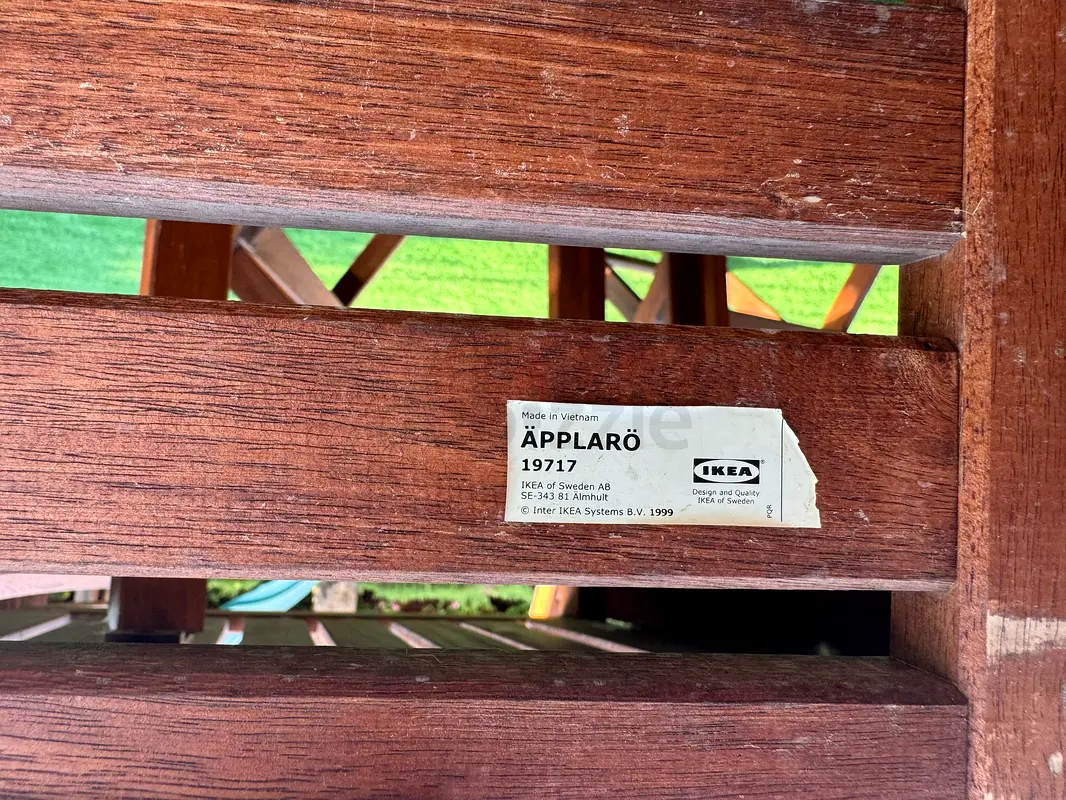 Made in Vietnam
ÄPPLARÖ
19717
IKEA of Sweden AB
SE-343 81 Älmhult
© Inter IKEA Systems B.V. 1999
IKEA®
Design and Quality
IKEA of Sweden
PQR